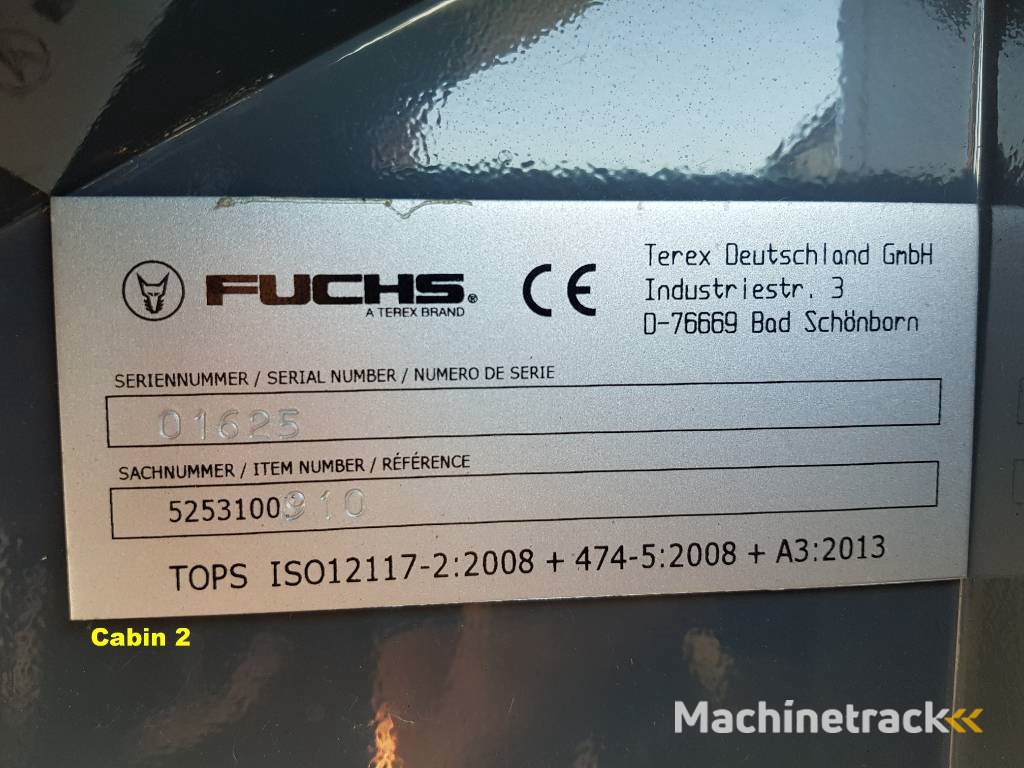 FUCHS®
A TEREX BRAND
CE
Terex Deutschland GmbH
Industriestr. 3
D-76669 Bad Schönborn
SERIENNUMMER / SERIAL NUMBER / NUMERO DE SERIE
01625
SACHNUMMER / ITEM NUMBER / RÉFÉRENCE
5253100910
TOPS ISO12117-2:2008 + 474-5:2008 + A3:2013
Cabin 2
Machinetrack